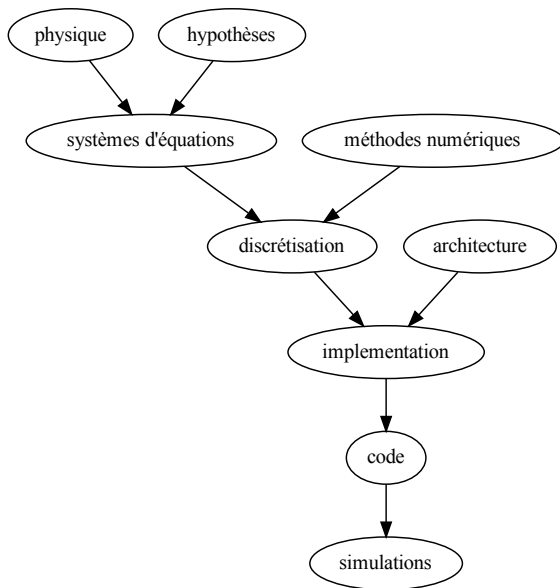 physique
hypothèses
systèmes d'équations
méthodes numériques
discrétisation
architecture
implementation
code
simulations